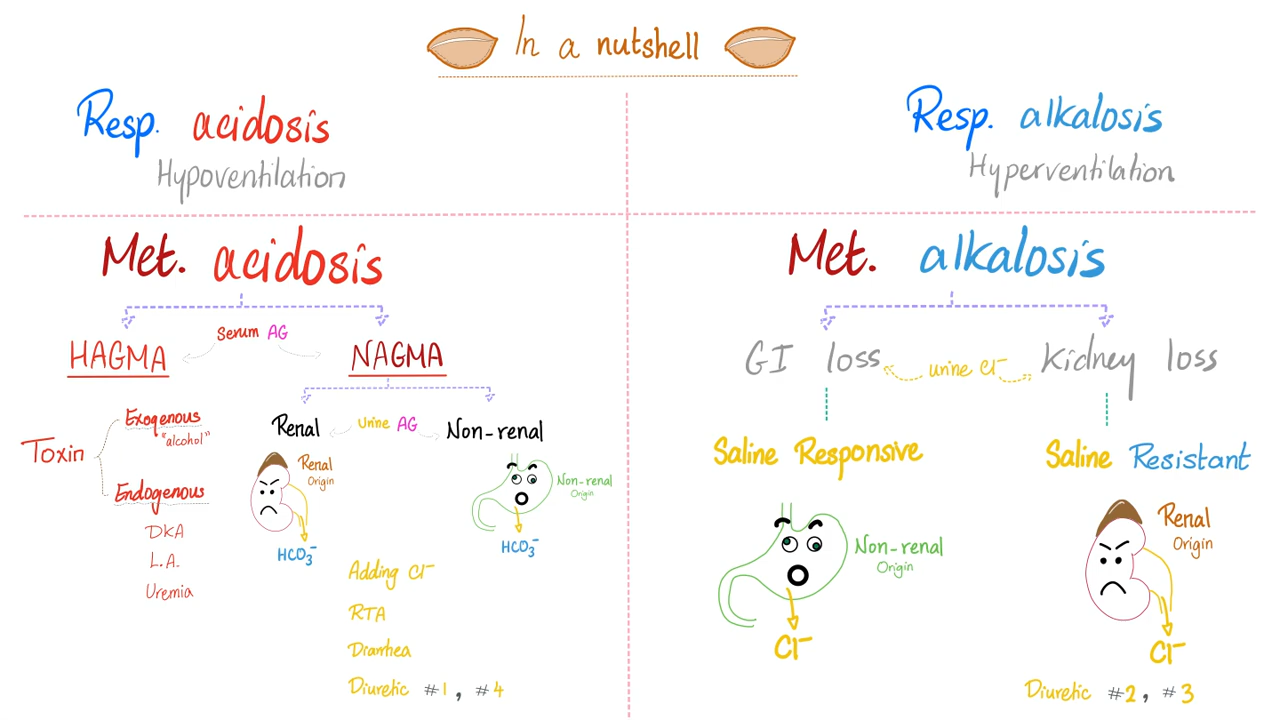 In a nutshell
Resp. acidosis
Hypoventilation
Resp. alkalosis
Hyperventilation
Met. acidosis
Serum AG
HAGMA
NAGMA
Toxin
Exogenous
"alcohol"
Endogenous
DKA
L.A.
Uremia
Renal
Urine AG
Non-renal
Renal
Origin
HCO3⁻
Non-renal
Origin
HCO3⁻
Adding Cl⁻
RTA
Diarrhea
Diuretic #1, #4
Met. alkalosis
GI loss
urine Cl⁻
Kidney loss
Saline Responsive
Saline Resistant
Non-renal
Origin
Cl⁻
Renal
Origin
Cl⁻
Diuretic #2, #3